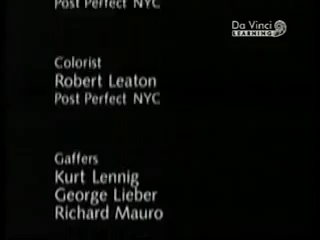 Post Perfect NYC
Da Vinci
LEARNING
Colorist
Robert Leaton
Post Perfect NYC
Gaffers
Kurt Lennig
George Lieber
Richard Mauro